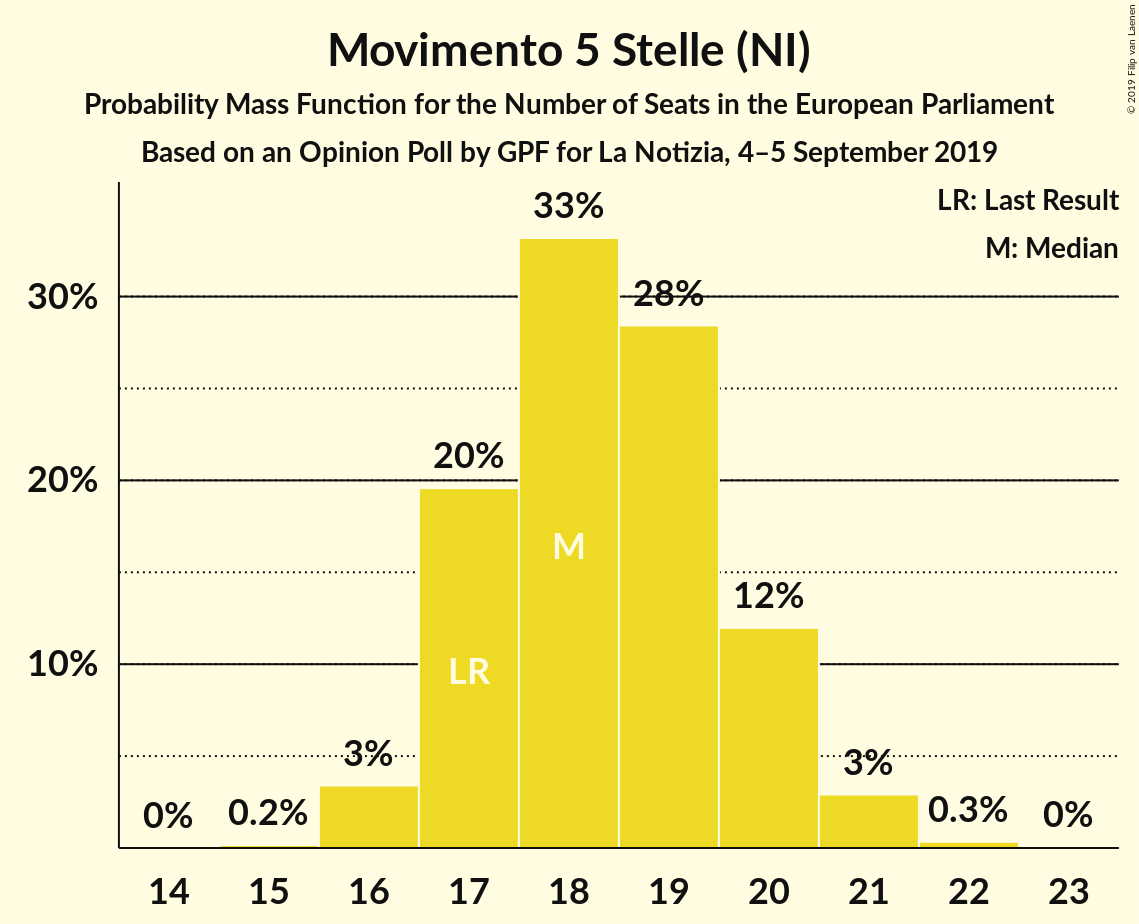 Movimento 5 Stelle (NI)
Probability Mass Function for the Number of Seats in the European Parliament
Based on an Opinion Poll by GPF for La Notizia, 4–5 September 2019
© 2019 Filip van Laenen
LR: Last Result
M: Median
33%
28%
30%
20%
20%
M
12%
10%
LR
3%
3%
0%
0.2%
0.3%
0%
14 15 16 17 18 19 20 21 22 23